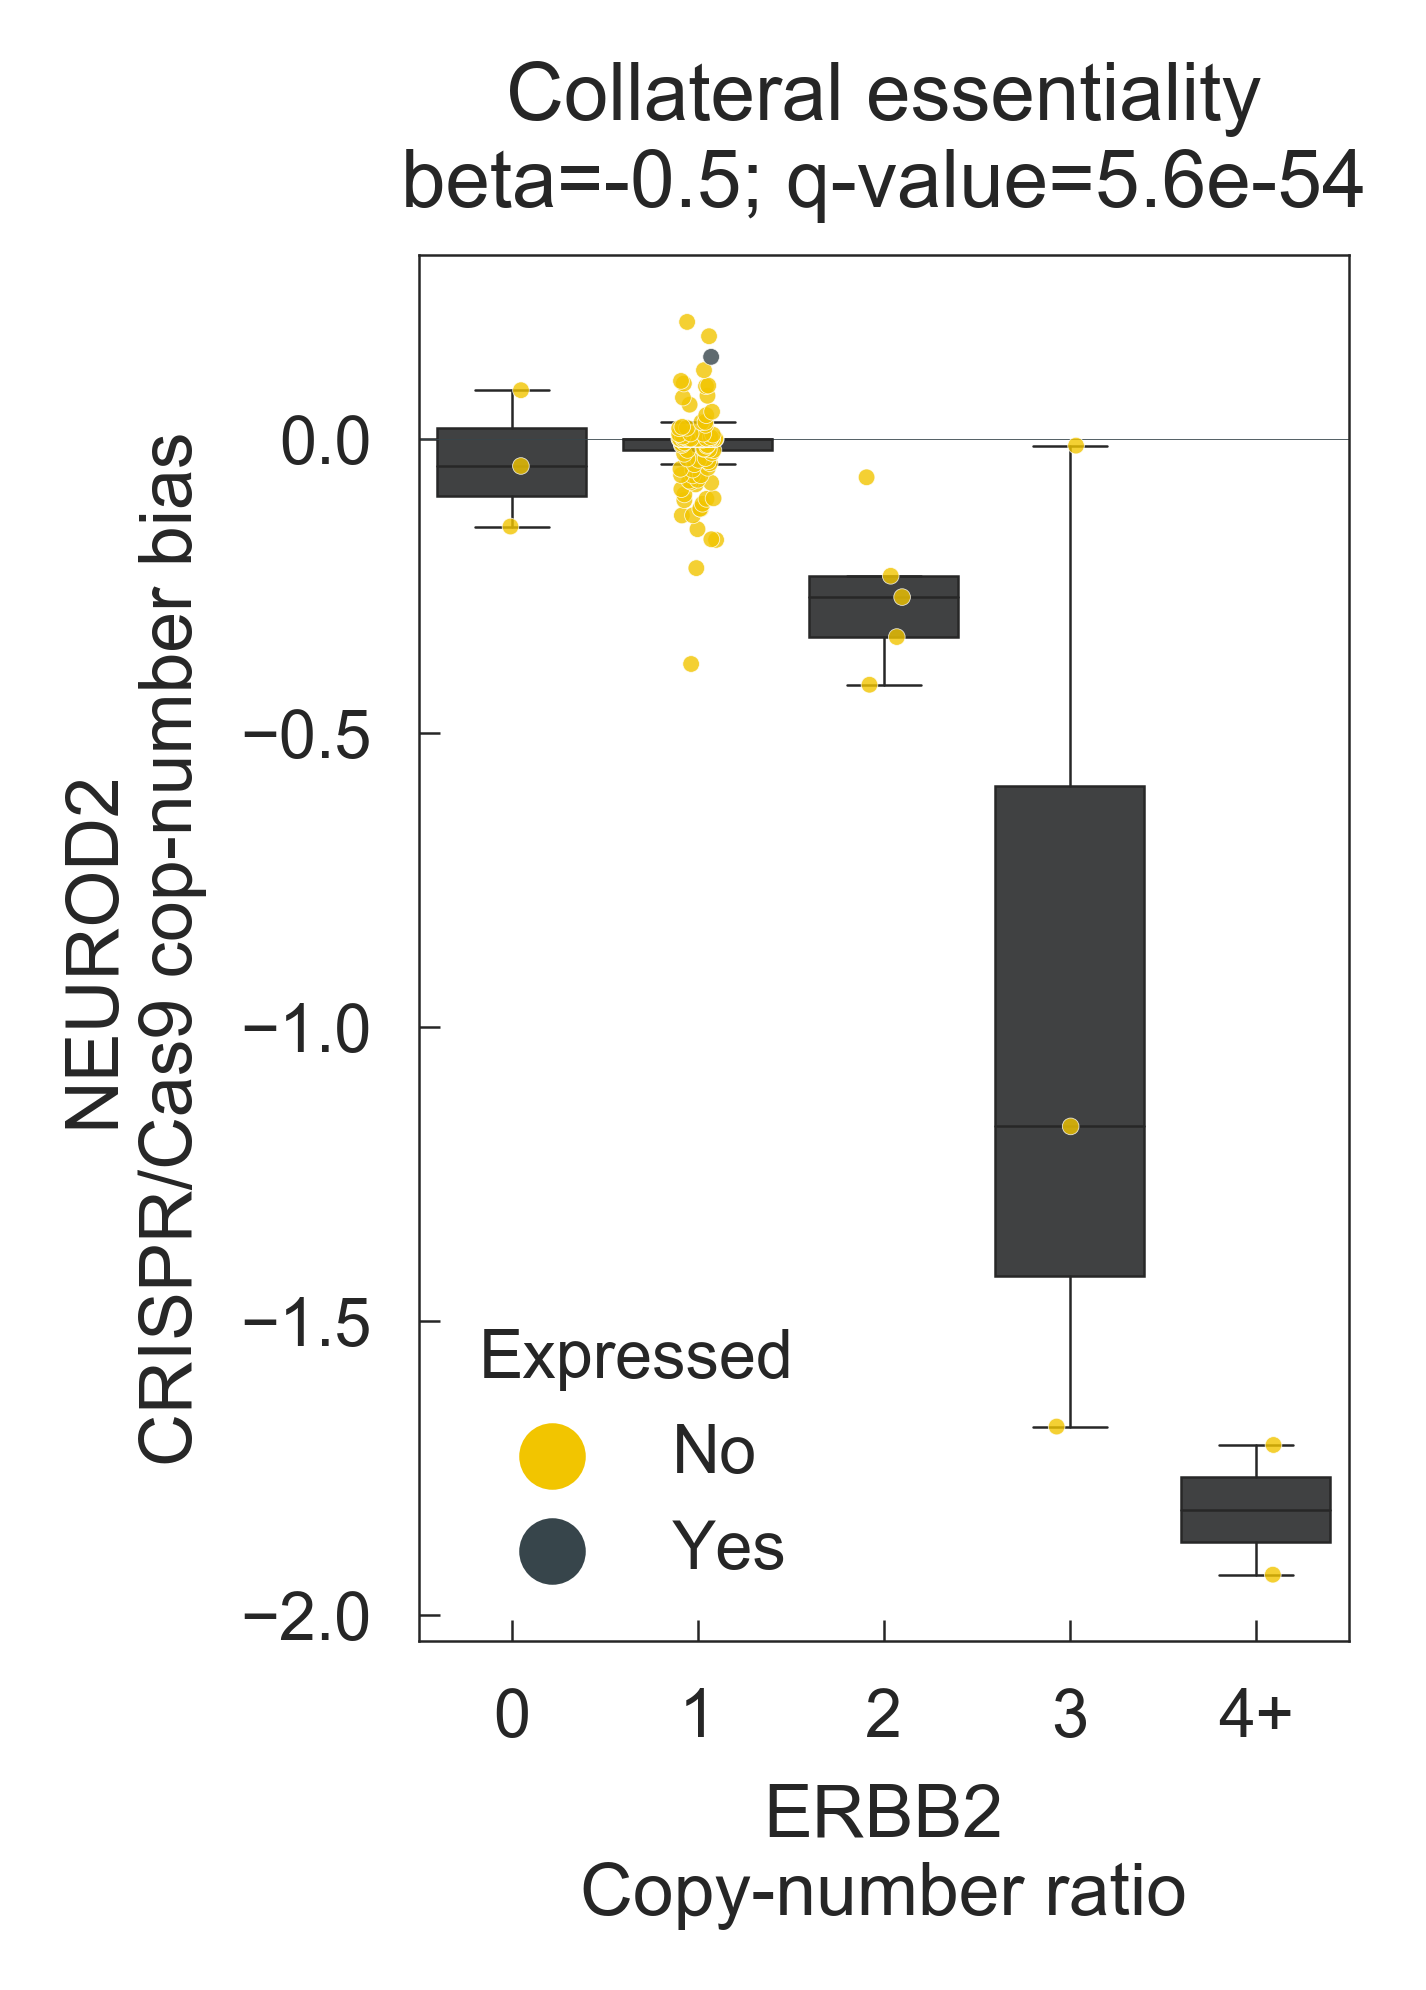 Collateral essentiality
beta=-0.5; q-value=5.6e-54
NEUROD2
CRISPR/Cas9 cop-number bias
0.0
−0.5
−1.0
−1.5
−2.0
Expressed
No
Yes
0 1 2 3 4+
ERBB2
Copy-number ratio